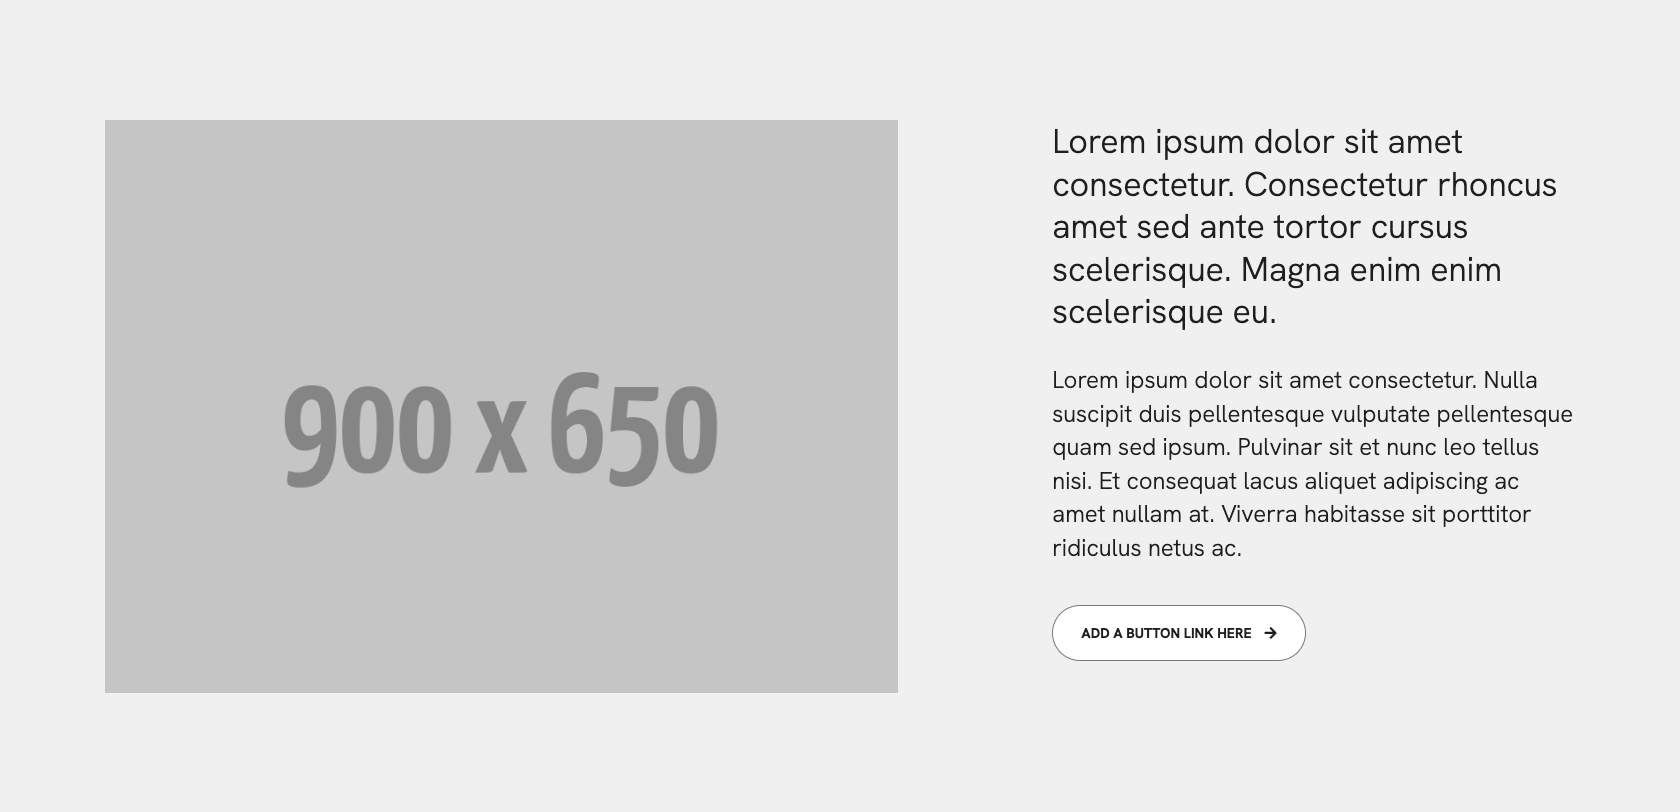 900 x 650
Lorem ipsum dolor sit amet
consectetur. Consectetur rhoncus
amet sed ante tortor cursus
scelerisque. Magna enim enim
scelerisque eu.
Lorem ipsum dolor sit amet consectetur. Nulla
suscipit duis pellentesque vulputate pellentesque
quam sed ipsum. Pulvinar sit et nunc leo tellus
nisi. Et consequat lacus aliquet adipiscing ac
amet nullam at. Viverra habitasse sit porttitor
ridiculus netus ac.
ADD A BUTTON LINK HERE →